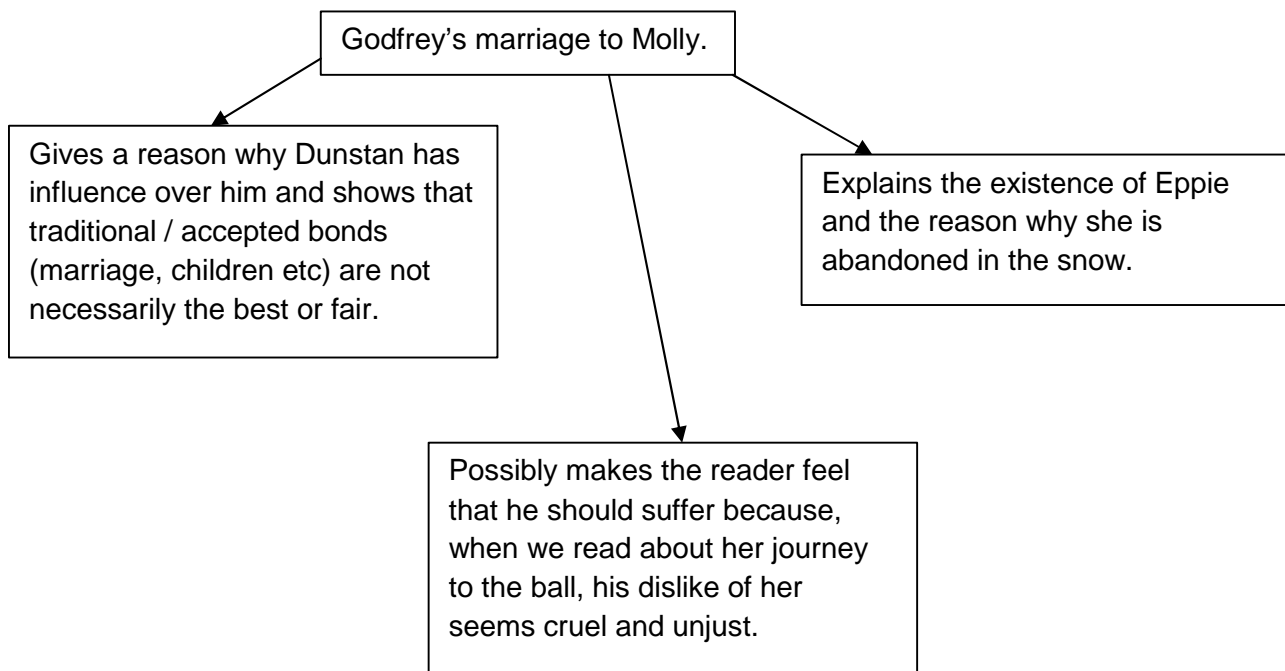 Godfrey’s marriage to Molly.
Gives a reason why Dunstan has
influence over him and shows that
traditional / accepted bonds
(marriage, children etc) are not
necessarily the best or fair.
Explains the existence of Eppie
and the reason why she is
abandoned in the snow.
Possibly makes the reader feel
that he should suffer because,
when we read about her journey
to the ball, his dislike of her
seems cruel and unjust.